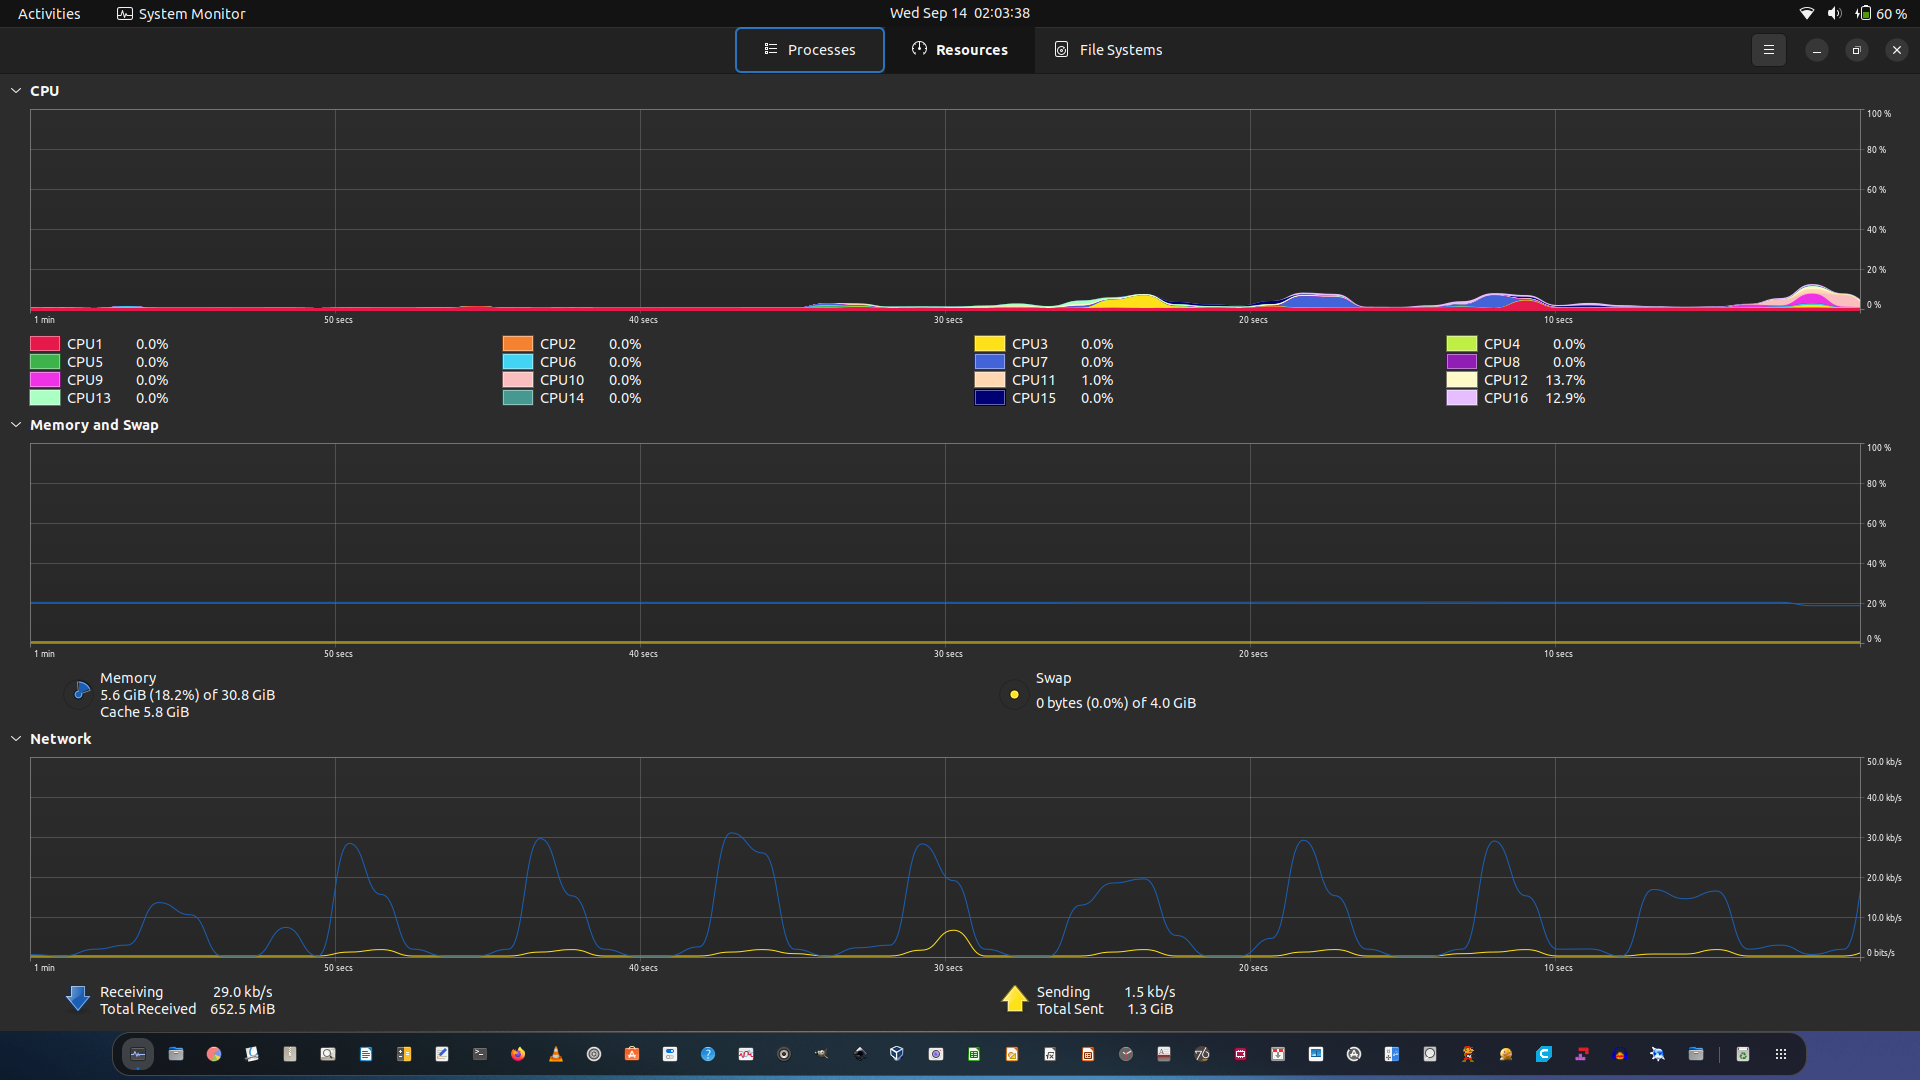 Activities System Monitor Wed Sep 14 02:03:38 60 %
Processes Resources File Systems
CPU
100 %
80 %
60 %
40 %
20 %
0 %
1 min 50 secs 40 secs 30 secs 20 secs 10 secs
CPU1 0.0% CPU2 0.0% CPU3 0.0% CPU4 0.0%
CPU5 0.0% CPU6 0.0% CPU7 0.0% CPU8 0.0%
CPU9 0.0% CPU10 0.0% CPU11 1.0% CPU12 13.7%
CPU13 0.0% CPU14 0.0% CPU15 0.0% CPU16 12.9%
Memory and Swap
100 %
80 %
60 %
40 %
20 %
0 %
1 min 50 secs 40 secs 30 secs 20 secs 10 secs
Memory
5.6 GiB (18.2%) of 30.8 GiB
Cache 5.8 GiB
Swap
0 bytes (0.0%) of 4.0 GiB
Network
50.0 kb/s
40.0 kb/s
30.0 kb/s
20.0 kb/s
10.0 kb/s
0 bits/s
1 min 50 secs 40 secs 30 secs 20 secs 10 secs
Receiving 29.0 kb/s
Total Received 652.5 MiB
Sending 1.5 kb/s
Total Sent 1.3 GiB
76